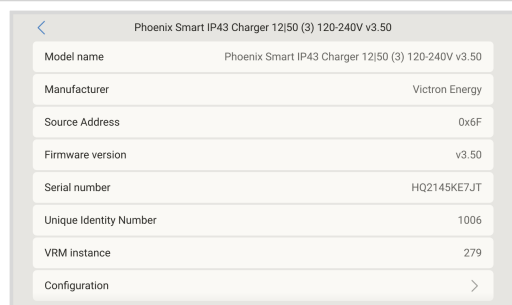 Phoenix Smart IP43 Charger 12|50 (3) 120-240V v3.50
Model name Phoenix Smart IP43 Charger 12|50 (3) 120-240V v3.50
Manufacturer Victron Energy
Source Address 0x6F
Firmware version v3.50
Serial number HQ2145KE7JT
Unique Identity Number 1006
VRM instance 279
Configuration